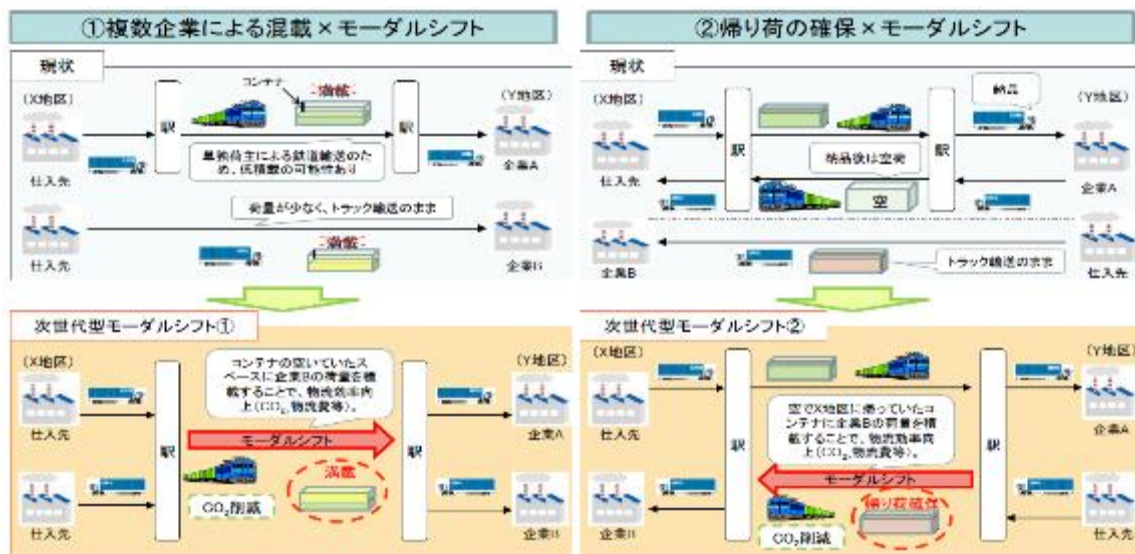 ①複数企業による混載×モーダルシフト
現状
(X地区)
(Y地区)
コンテナ
満載
駅
駅
仕入先
企業A
単独荷主による鉄道輸送のた
め、低積載の可能性あり
荷量が少なく、トラック輸送のまま
満載
仕入先
企業B
次世代型モーダルシフト①
(X地区)
(Y地区)
コンテナの空いていたス
ペースに企業Bの荷量を積
載することで、物流効率向
上(CO₂,物流費等)。
駅
駅
仕入先
企業A
モーダルシフト
満載
CO₂削減
仕入先
企業B
②帰り荷の確保×モーダルシフト
現状
(X地区)
(Y地区)
納品
駅
駅
納品後は空荷
仕入先
企業A
空
トラック輸送のまま
企業B
仕入先
次世代型モーダルシフト②
(X地区)
(Y地区)
駅
駅
仕入先
企業A
空でX地区に帰っていたコ
ンテナに企業Bの荷量を積
載することで、物流効率向
上(CO₂,物流費等)。
モーダルシフト
帰り荷確保
CO₂削減
企業B
仕入先